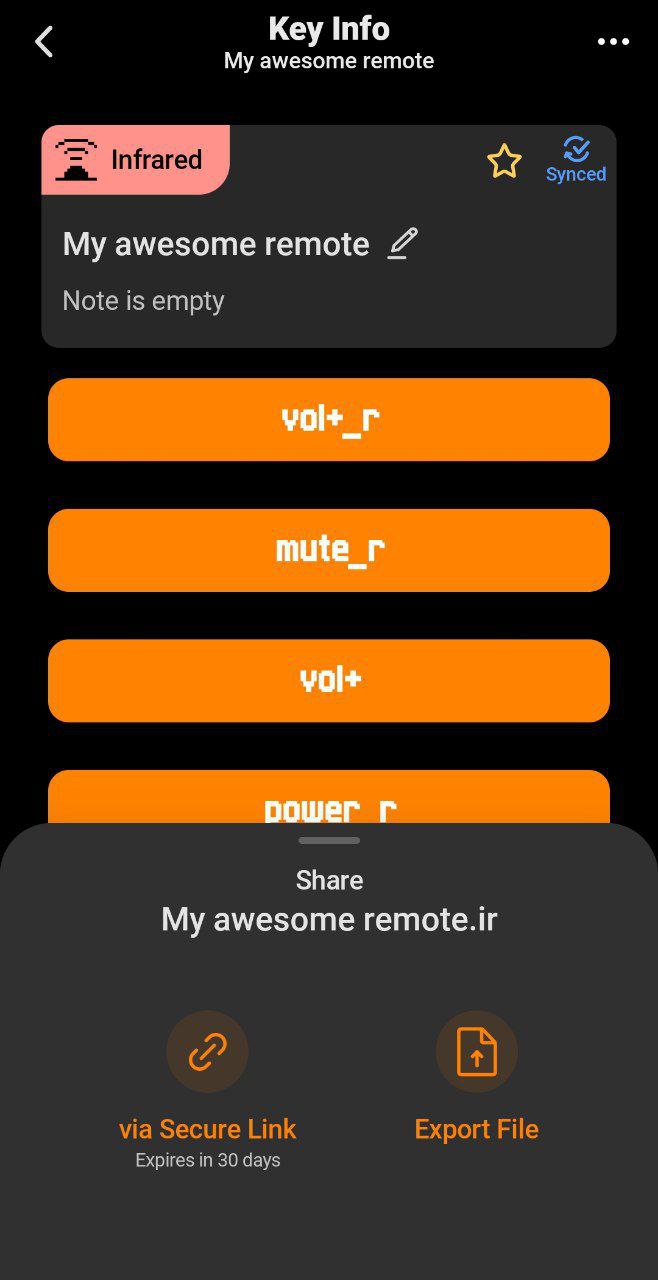 Key Info
My awesome remote
Infrared
Synced
My awesome remote
Note is empty
vol+_r
mute_r
vol+
power_r
Share
My awesome remote.ir
via Secure Link
Export File
Expires in 30 days